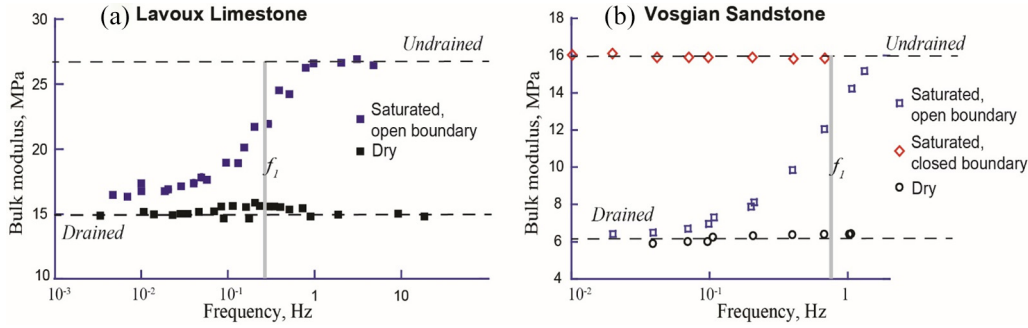 (a) Lavoux Limestone
30
25
20
15
10
Bulk modulus, MPa
Undrained
Saturated,
open boundary
Dry
f1
Drained
10-3
10-2
10-1
1
10
Frequency, Hz
(b) Vosgian Sandstone
18
16
14
12
10
8
6
4
Bulk modulus, MPa
Undrained
Saturated,
open boundary
Saturated,
closed boundary
Dry
f1
Drained
10-2
10-1
1
Frequency, Hz